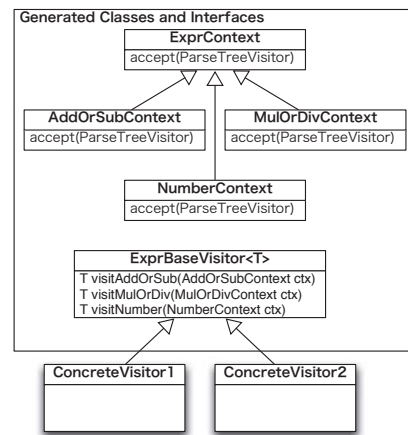 Generated Classes and Interfaces
ExprContext
accept(ParseTreeVisitor)
AddOrSubContext
accept(ParseTreeVisitor)
MulOrDivContext
accept(ParseTreeVisitor)
NumberContext
accept(ParseTreeVisitor)
ExprBaseVisitor<T>
T visitAddOrSub(AddOrSubContext ctx)
T visitMulOrDiv(MulOrDivContext ctx)
T visitNumber(NumberContext ctx)
ConcreteVisitor1
ConcreteVisitor2